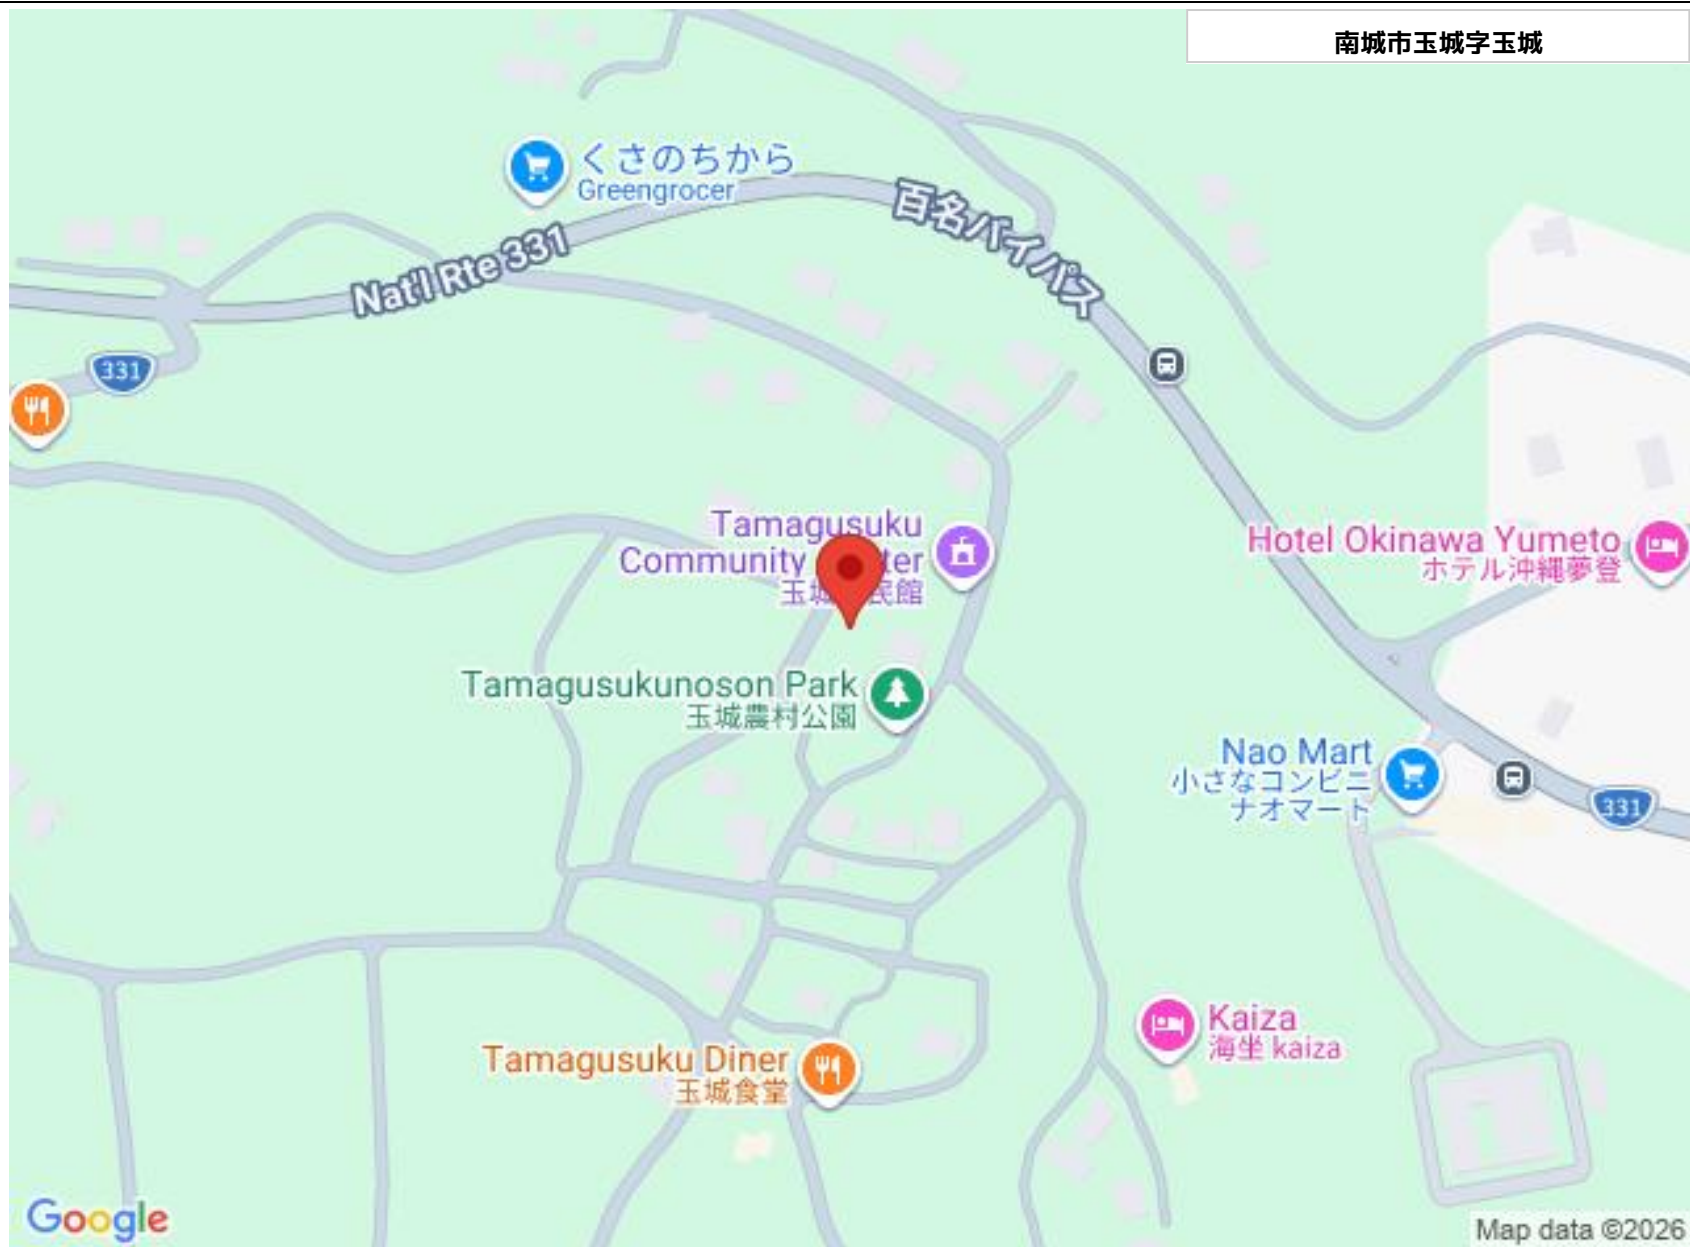 南城市玉城字玉城
くさのちから
Greengrocer
百名バイパス
Nat'l Rte 331
331
Tamagusuku
Community
玉城 民館
Hotel Okinawa Yumeto
ホテル沖縄夢登
Tamagusukunoson Park
玉城農村公園
Nao Mart
小さなコンビニ
ナオマート
331
Kaiza
海坐 kaiza
Tamagusuku Diner
玉城食堂
Google
Map data ©2026